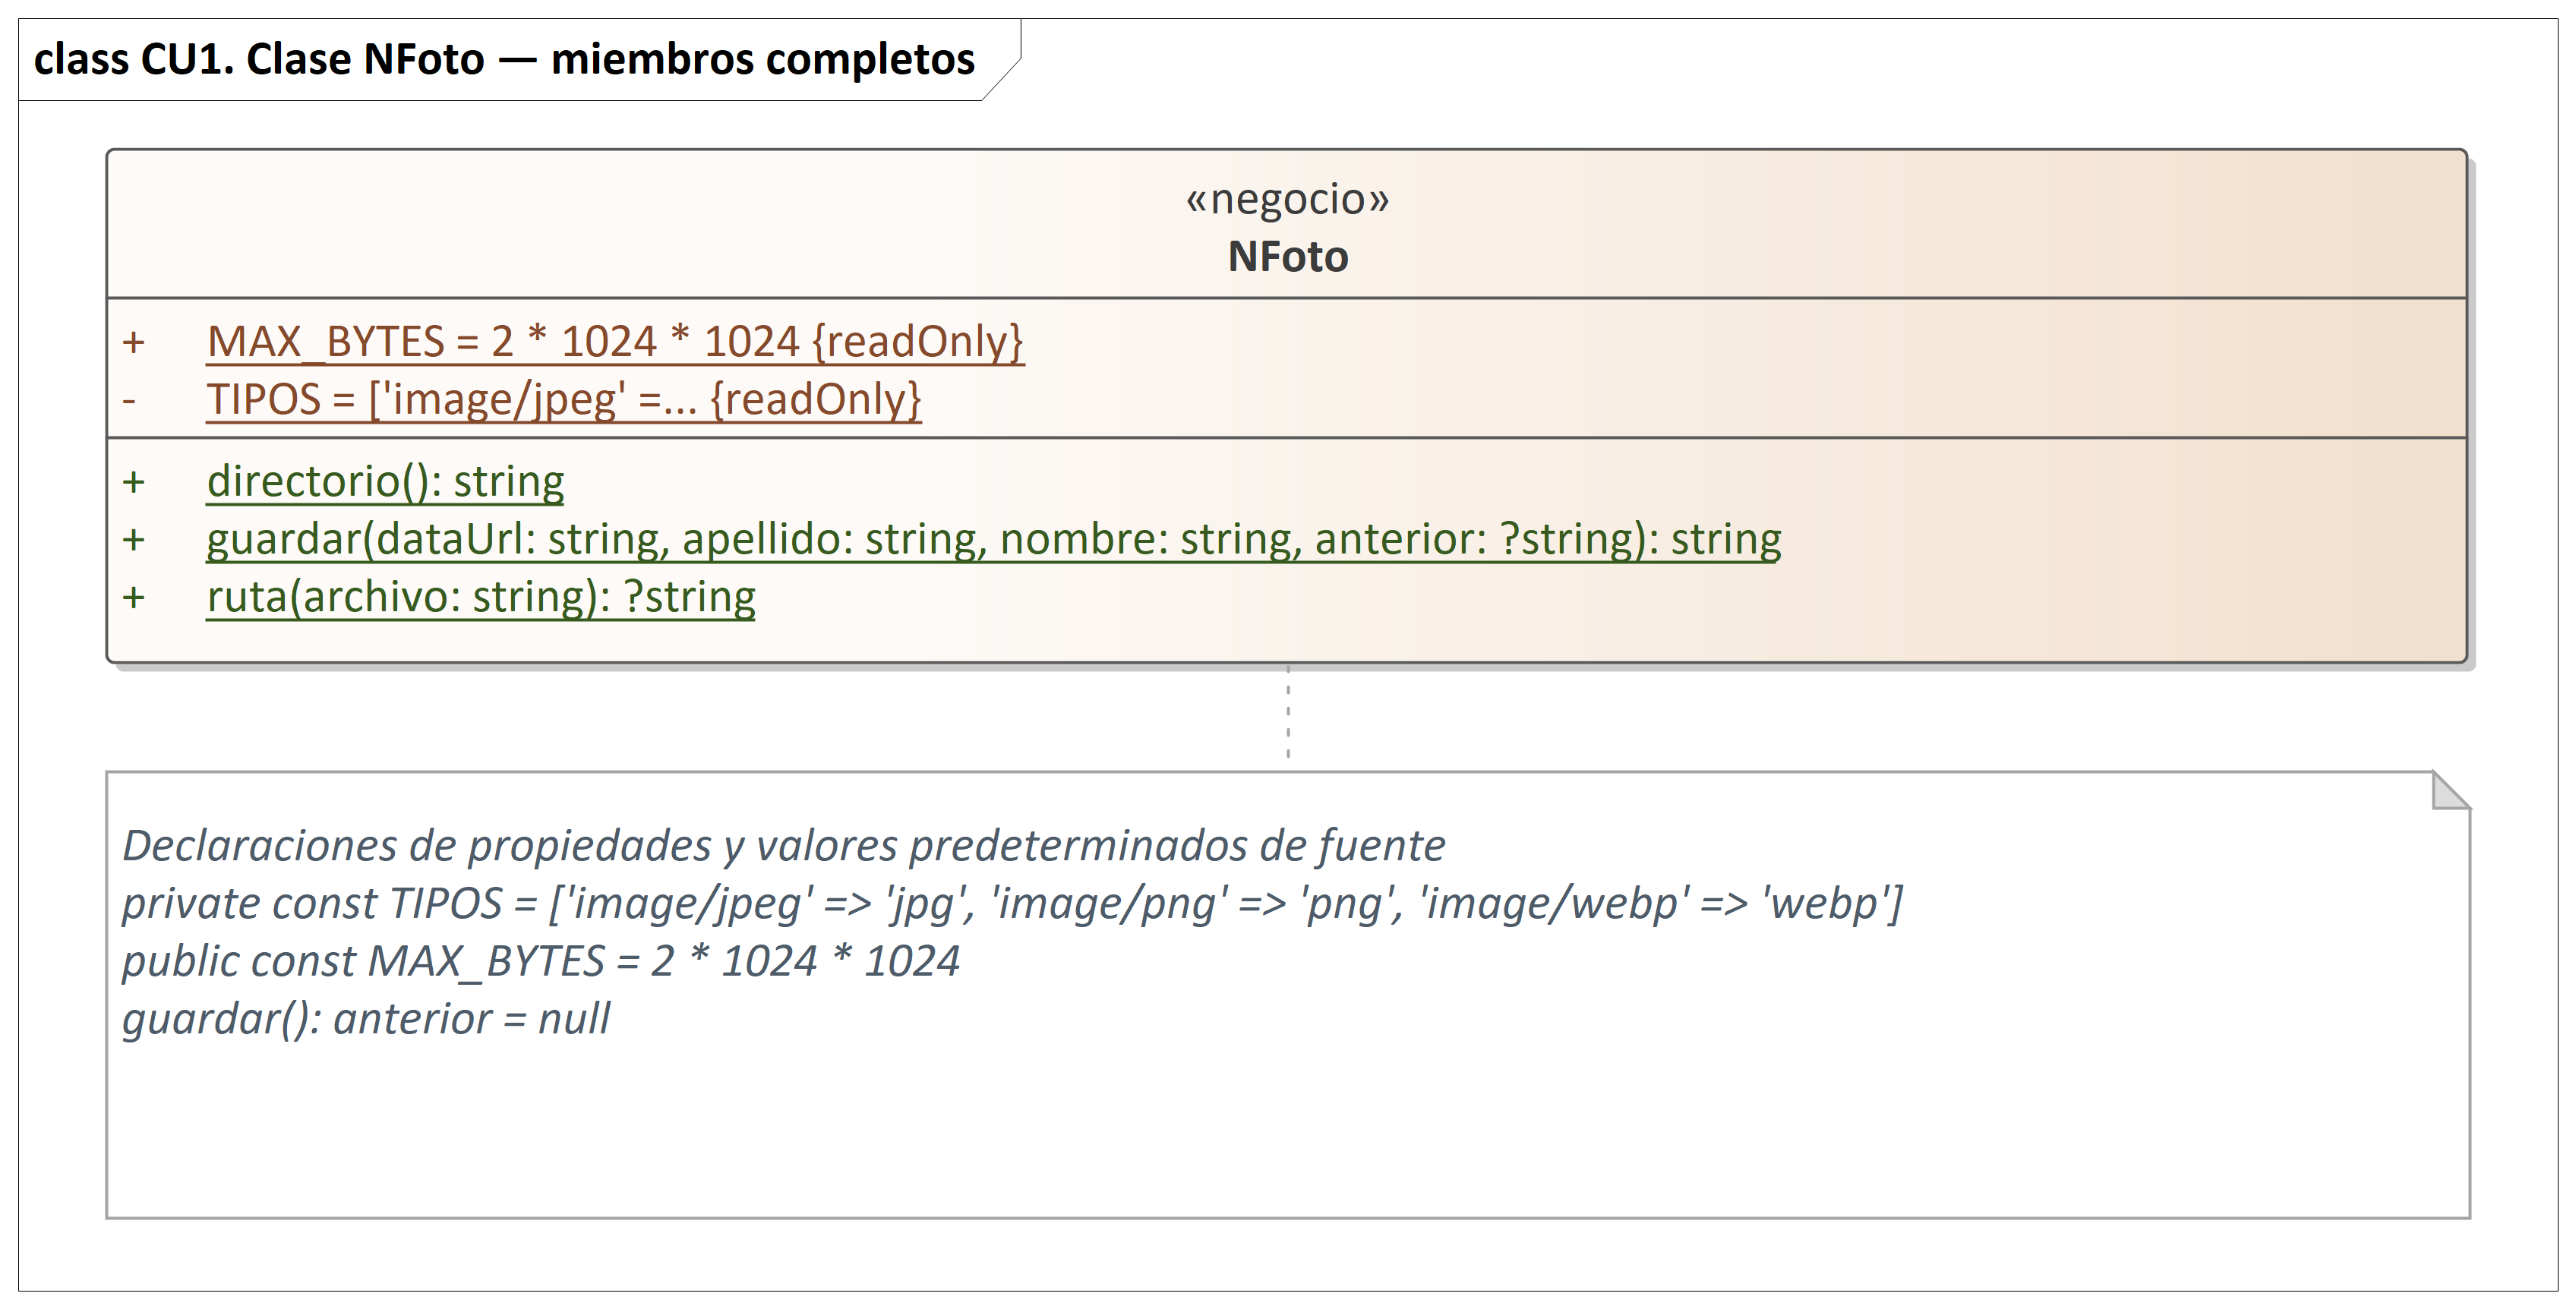 class CU1. Clase NFoto — miembros completos
«negocio»
NFoto
+ MAX_BYTES = 2 * 1024 * 1024 {readOnly}
- TIPOS = ['image/jpeg' =... {readOnly}
+ directorio(): string
+ guardar(dataUrl: string, apellido: string, nombre: string, anterior: ?string): string
+ ruta(archivo: string): ?string
Declaraciones de propiedades y valores predeterminados de fuente
private const TIPOS = ['image/jpeg' => 'jpg', 'image/png' => 'png', 'image/webp' => 'webp']
public const MAX_BYTES = 2 * 1024 * 1024
guardar(): anterior = null